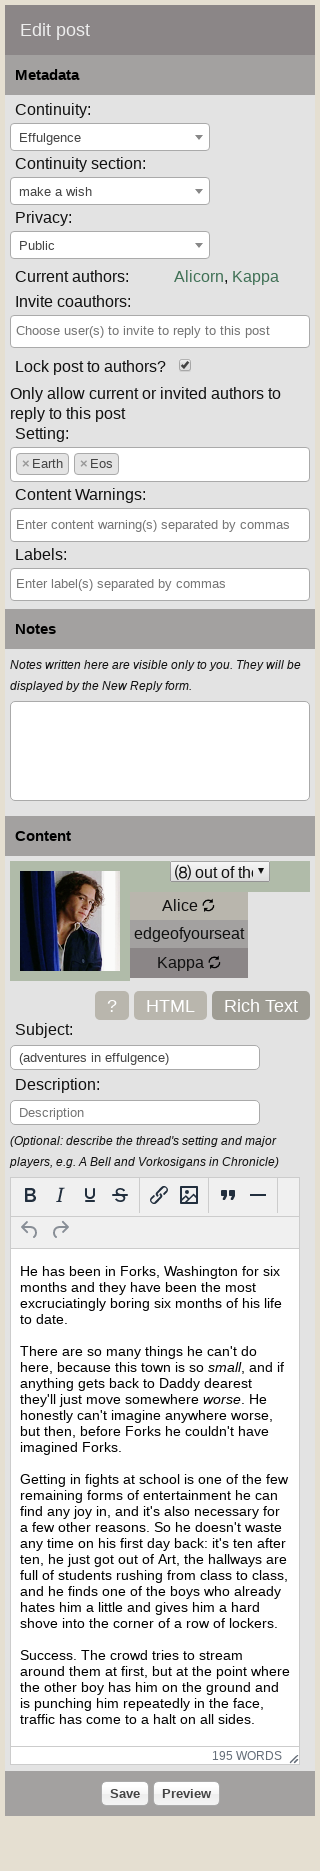 Edit post
Metadata
Continuity:
Effulgence
Continuity section:
make a wish
Privacy:
Public
Current authors: Alicorn, Kappa
Invite coauthors:
Choose user(s) to invite to reply to this post
Lock post to authors?
Only allow current or invited authors to
reply to this post
Setting:
×Earth ×Eos
Content Warnings:
Enter content warning(s) separated by commas
Labels:
Enter label(s) separated by commas
Notes
Notes written here are visible only to you. They will be
displayed by the New Reply form.
Content
(8) out of the
Alice
edgeofyourseat
Kappa
? HTML Rich Text
Subject:
(adventures in effulgence)
Description:
Description
(Optional: describe the thread's setting and major
players, e.g. A Bell and Vorkosigans in Chronicle)
B I U S
He has been in Forks, Washington for six
months and they have been the most
excruciatingly boring six months of his life
to date.
There are so many things he can't do
here, because this town is so small, and if
anything gets back to Daddy dearest
they'll just move somewhere worse. He
honestly can't imagine anywhere worse,
but then, before Forks he couldn't have
imagined Forks.
Getting in fights at school is one of the few
remaining forms of entertainment he can
find any joy in, and it's also necessary for
a few other reasons. So he doesn't waste
any time on his first day back: it's ten after
ten, he just got out of Art, the hallways are
full of students rushing from class to class,
and he finds one of the boys who already
hates him a little and gives him a hard
shove into the corner of a row of lockers.
Success. The crowd tries to stream
around them at first, but at the point where
the other boy has him on the ground and
is punching him repeatedly in the face,
traffic has come to a halt on all sides.
195 WORDS
Save Preview